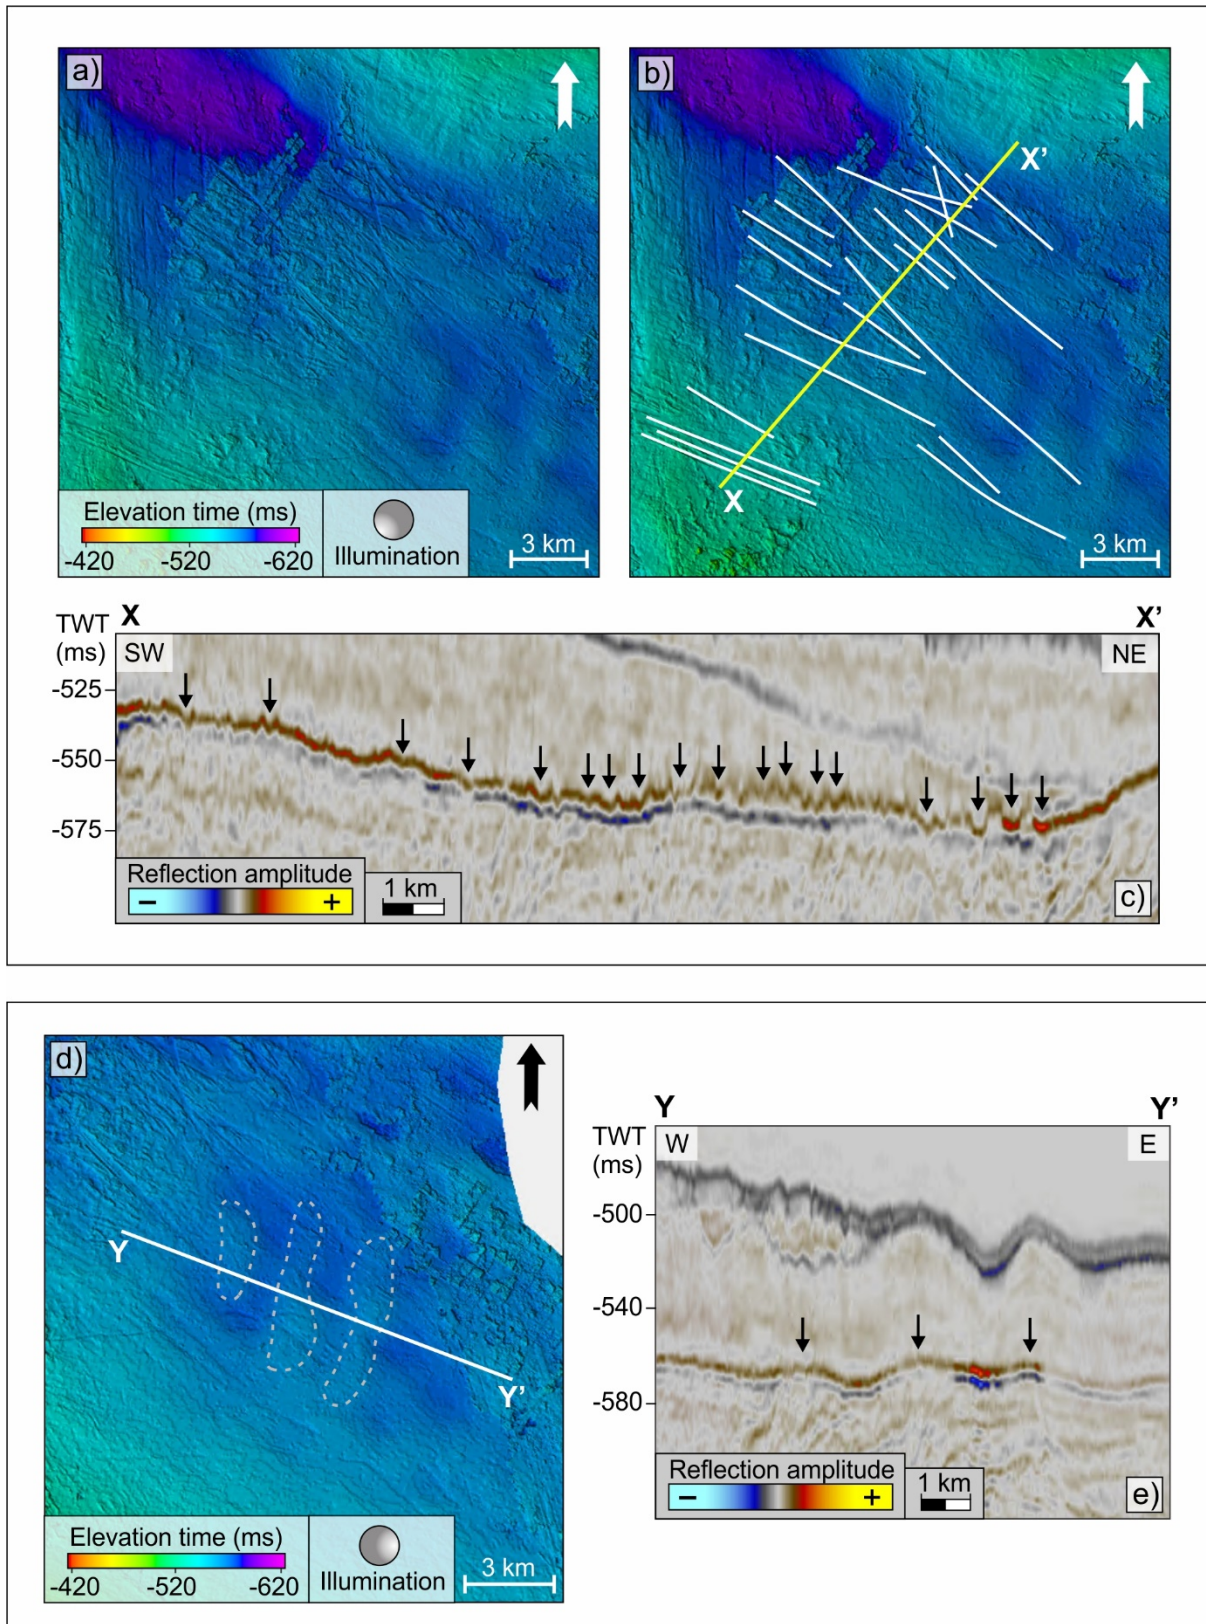 a)
Elevation time (ms)
-420 -520 -620
Illumination
3 km
b)
X'
X
3 km
X X'
TWT
(ms)
SW NE
-525
-550
-575
Reflection amplitude
− +
1 km
c)
d)
Y
Y'
Elevation time (ms)
-420 -520 -620
Illumination
3 km
Y Y'
TWT
(ms)
W E
-500
-540
-580
Reflection amplitude
− +
1 km
e)